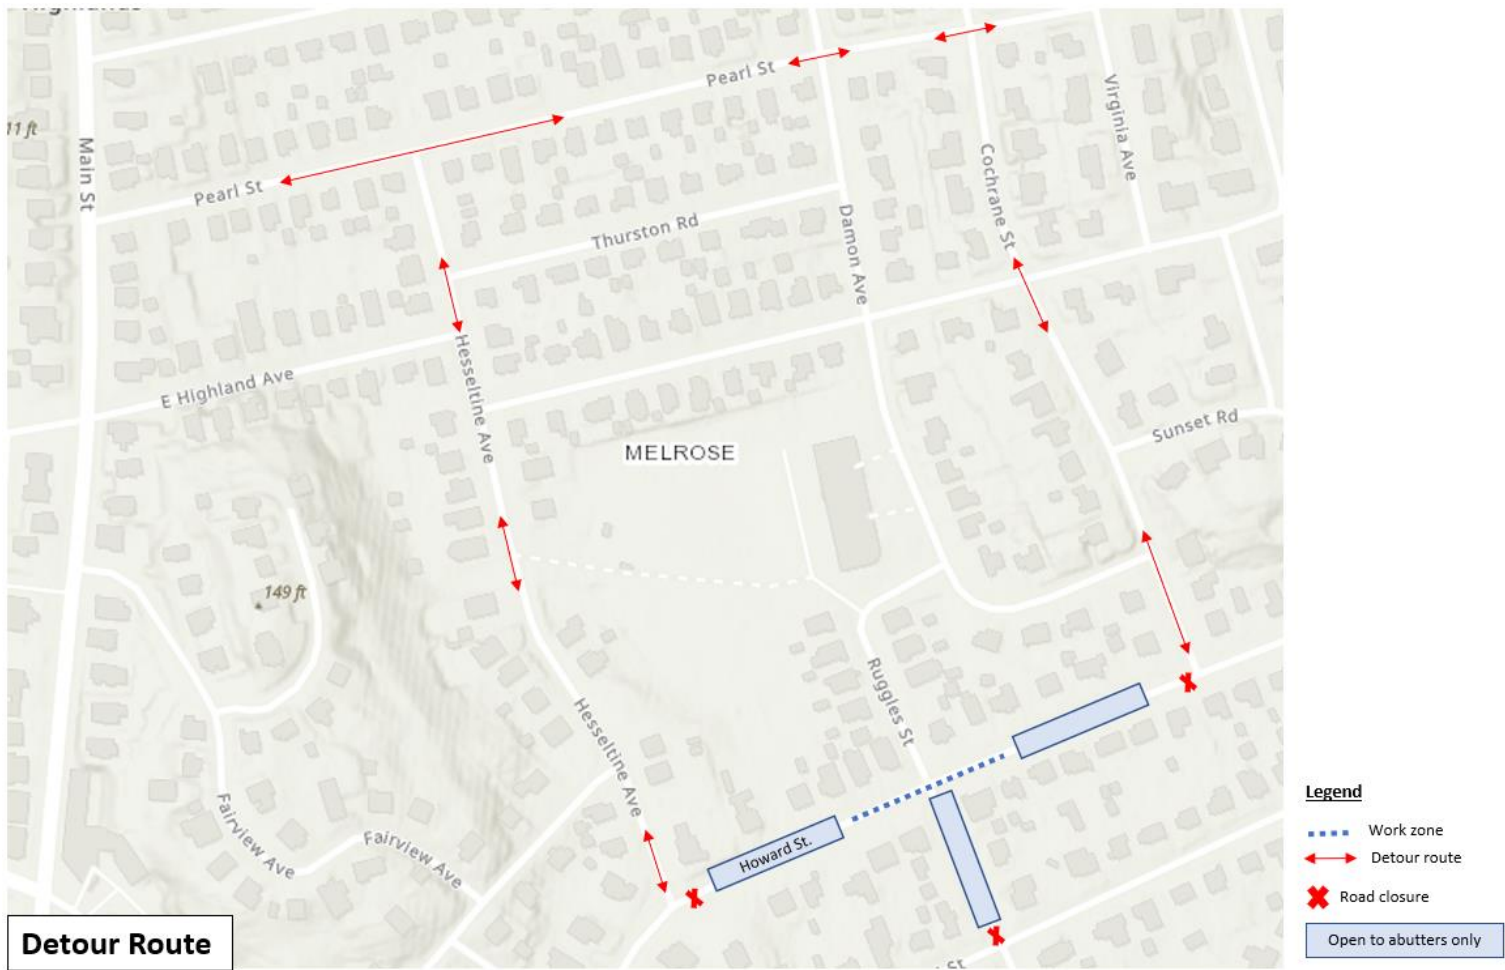 Pearl St
11 ft
Main St
Virginia Ave
Cochrane St
Pearl St
Thurston Rd
Damon Ave
Hesseltine Ave
E Highland Ave
Sunset Rd
MELROSE
149 ft
Ruggles St
Hesseltine Ave
Fairview Ave
Fairview Ave
Howard St.
St
Detour Route
Legend
Work zone
Detour route
Road closure
Open to abutters only